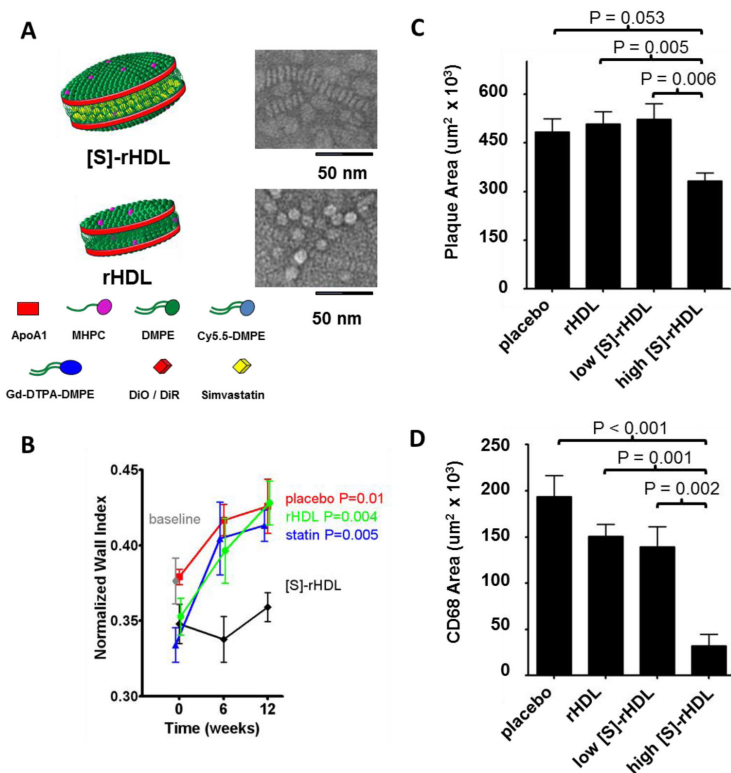 A
[S]-rHDL
50 nm
rHDL
50 nm
ApoA1 MHPC DMPE Cy5.5-DMPE
Gd-DTPA-DMPE DiO / DiR Simvastatin
B
Normalized Wall Index
0.45
0.40
0.35
0.30
baseline
placebo P=0.01
rHDL P=0.004
statin P=0.005
[S]-rHDL
0 6 12
Time (weeks)
C
P = 0.053
P = 0.005
P = 0.006
Plaque Area (um² x 10³)
600
450
300
150
0
placebo
rHDL
low [S]-rHDL
high [S]-rHDL
D
P < 0.001
P = 0.001
P = 0.002
CD68 Area (um² x 10³)
250
200
150
100
50
0
placebo
rHDL
low [S]-rHDL
high [S]-rHDL